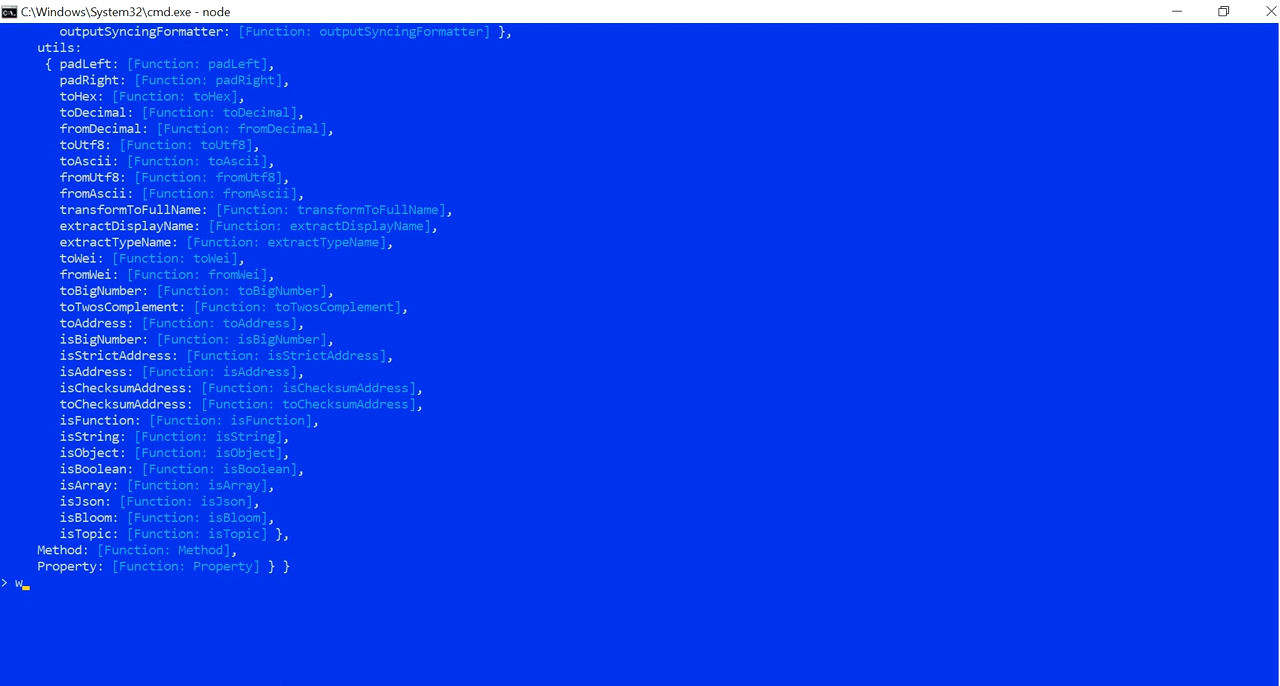 C:\Windows\System32\cmd.exe - node
outputSyncingFormatter: [Function: outputSyncingFormatter] },
utils:
{ padLeft: [Function: padLeft],
padRight: [Function: padRight],
toHex: [Function: toHex],
toDecimal: [Function: toDecimal],
fromDecimal: [Function: fromDecimal],
toUtf8: [Function: toUtf8],
toAscii: [Function: toAscii],
fromUtf8: [Function: fromUtf8],
fromAscii: [Function: fromAscii],
transformToFullName: [Function: transformToFullName],
extractDisplayName: [Function: extractDisplayName],
extractTypeName: [Function: extractTypeName],
toWei: [Function: toWei],
fromWei: [Function: fromWei],
toBigNumber: [Function: toBigNumber],
toTwosComplement: [Function: toTwosComplement],
toAddress: [Function: toAddress],
isBigNumber: [Function: isBigNumber],
isStrictAddress: [Function: isStrictAddress],
isAddress: [Function: isAddress],
isChecksumAddress: [Function: isChecksumAddress],
toChecksumAddress: [Function: toChecksumAddress],
isFunction: [Function: isFunction],
isString: [Function: isString],
isObject: [Function: isObject],
isBoolean: [Function: isBoolean],
isArray: [Function: isArray],
isJson: [Function: isJson],
isBloom: [Function: isBloom],
isTopic: [Function: isTopic] },
Method: [Function: Method],
Property: [Function: Property] } }
> w